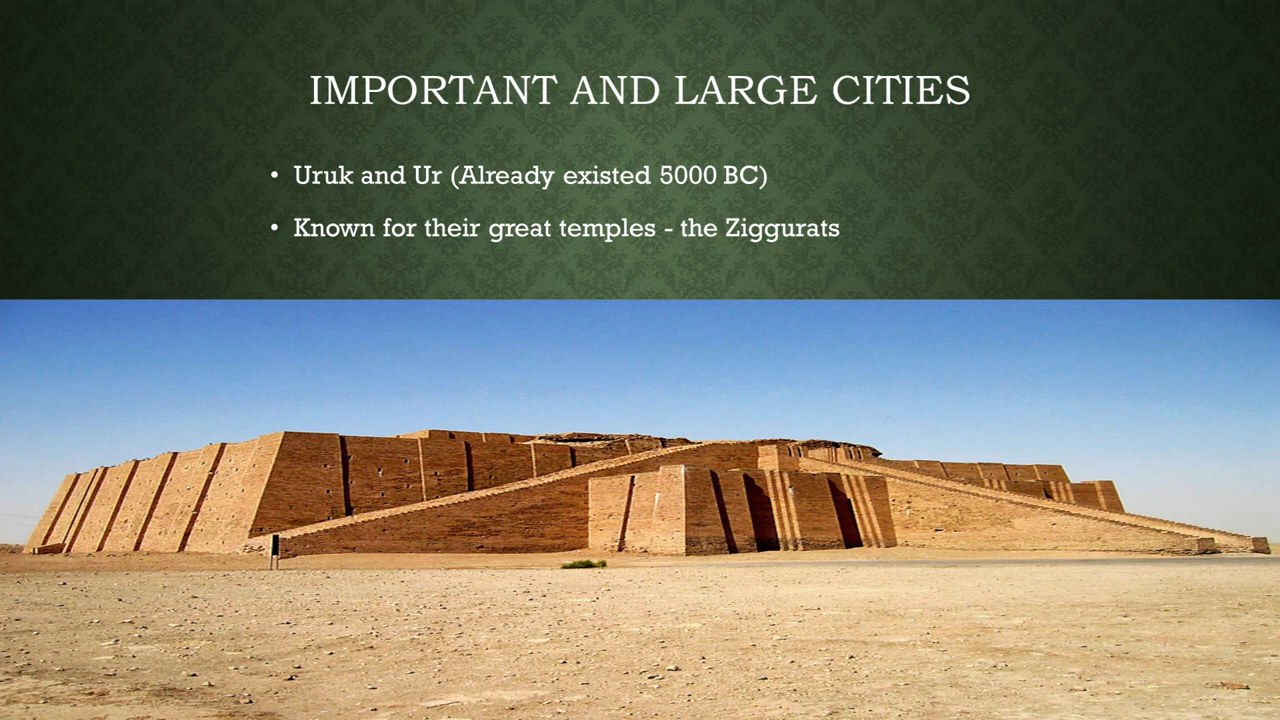 IMPORTANT AND LARGE CITIES
• Uruk and Ur (Already existed 5000 BC)
• Known for their great temples - the Ziggurats